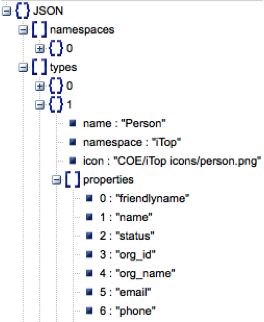 {} JSON
[] namespaces
{} 0
[] types
{} 0
{} 1
name : "Person"
namespace : "iTop"
icon : "COE/iTop icons/person.png"
[] properties
0 : "friendlyname"
1 : "name"
2 : "status"
3 : "org_id"
4 : "org_name"
5 : "email"
6 : "phone"